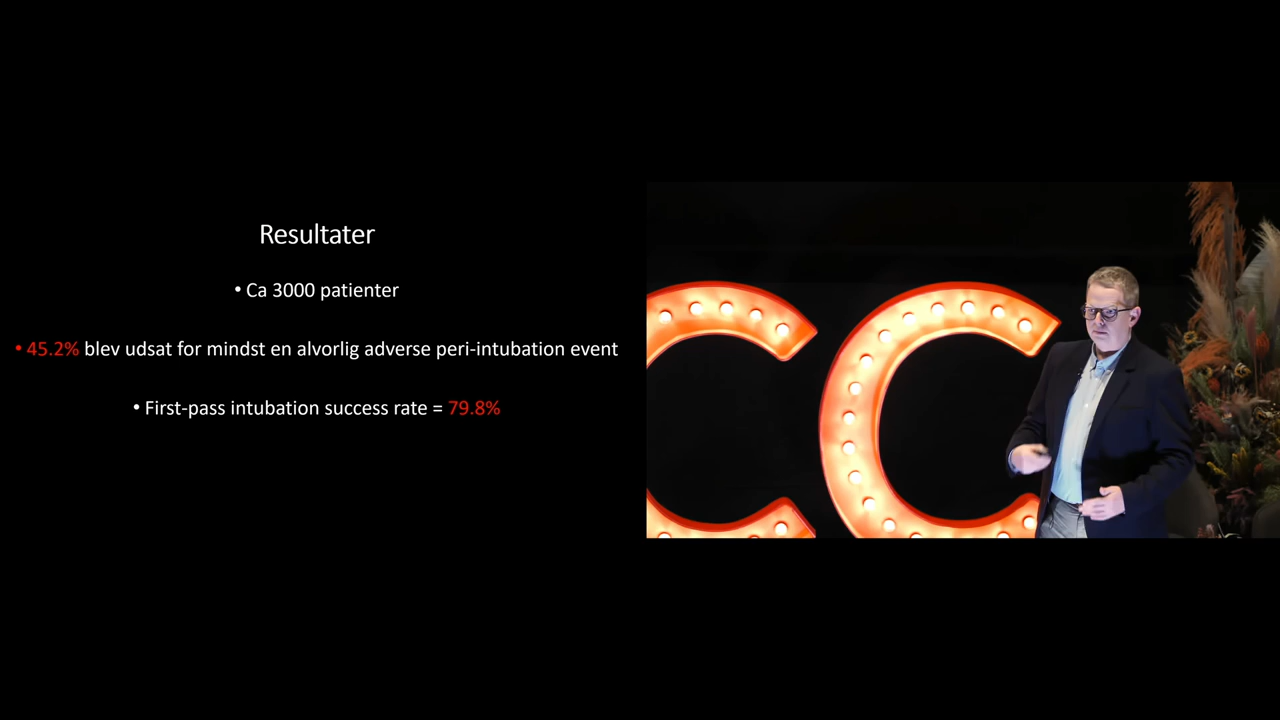 Resultater
• Ca 3000 patienter
• 45.2% blev udsat for mindst en alvorlig adverse peri-intubation event
• First-pass intubation success rate = 79.8%
CC